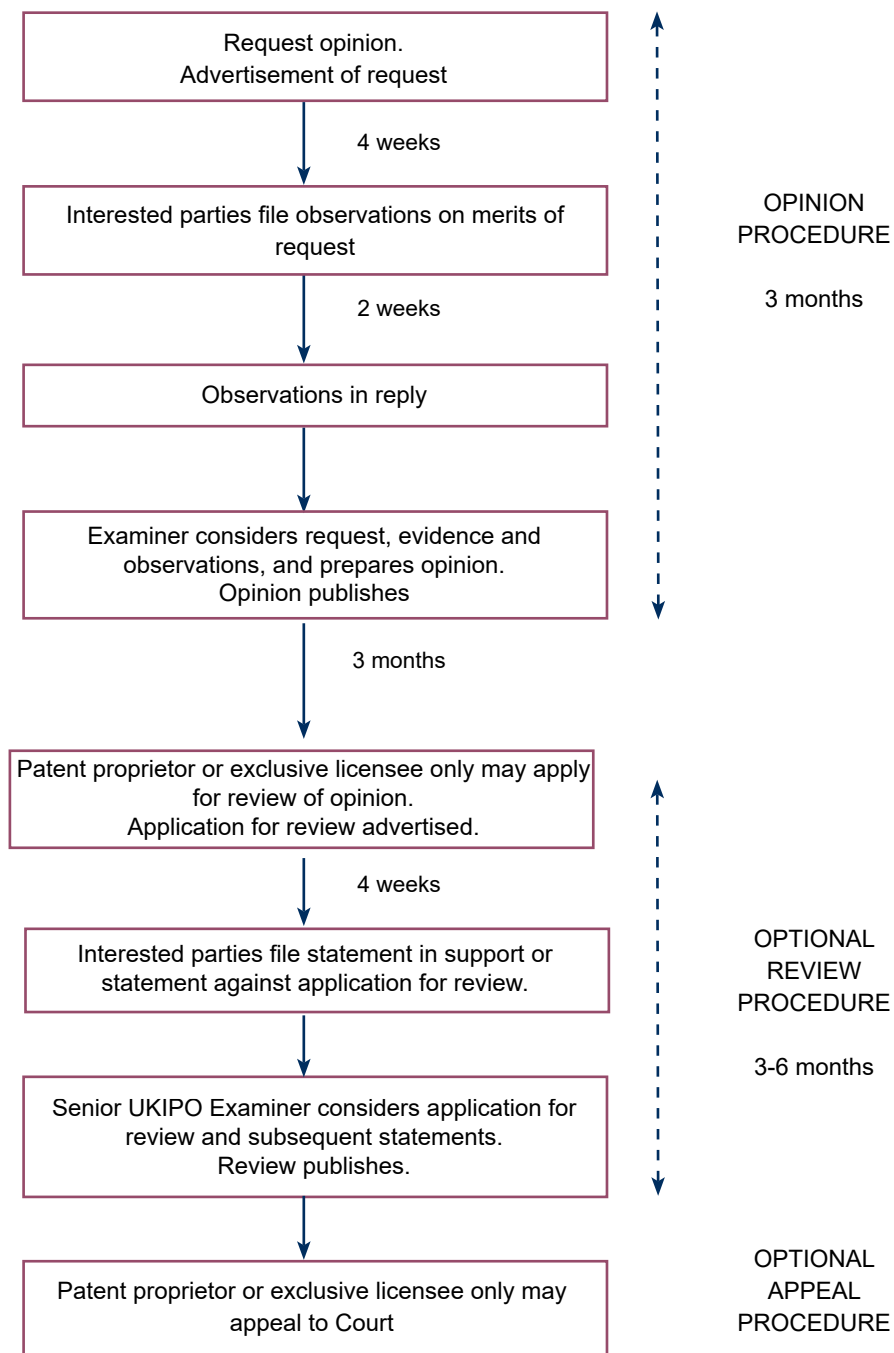 Request opinion.
Advertisement of request
4 weeks
Interested parties file observations on merits of
request
2 weeks
Observations in reply
Examiner considers request, evidence and
observations, and prepares opinion.
Opinion publishes
OPINION
PROCEDURE
3 months
3 months
Patent proprietor or exclusive licensee only may apply
for review of opinion.
Application for review advertised.
4 weeks
Interested parties file statement in support or
statement against application for review.
Senior UKIPO Examiner considers application for
review and subsequent statements.
Review publishes.
OPTIONAL
REVIEW
PROCEDURE
3-6 months
Patent proprietor or exclusive licensee only may
appeal to Court
OPTIONAL
APPEAL
PROCEDURE